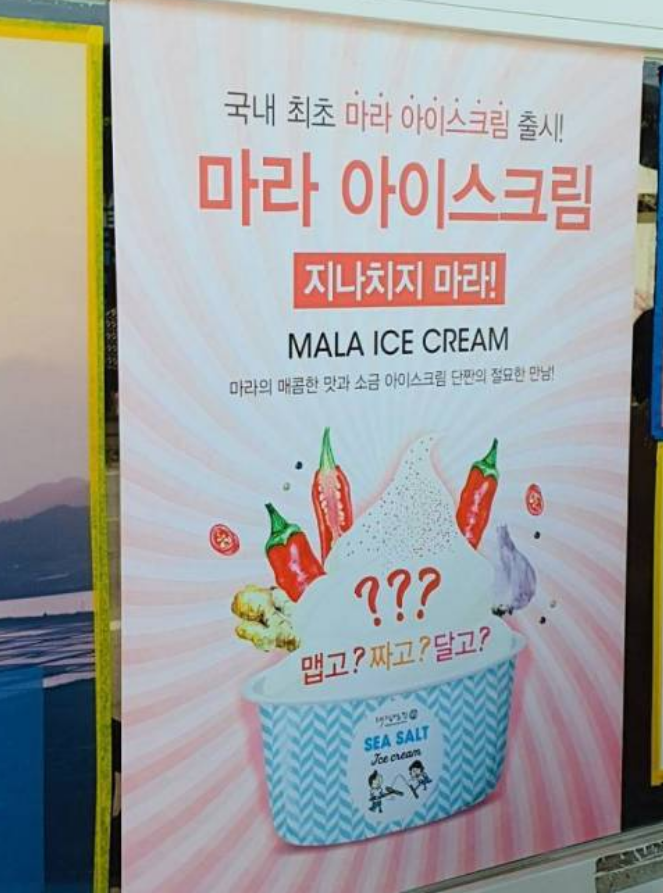 국내 최초 마라 아이스크림 출시!
마라 아이스크림
지나치지 마라!
MALA ICE CREAM
마라의 매콤한 맛과 소금 아이스크림 단짠의 절묘한 만남!
???
맵고? 짜고? 달고?
SEA SALT
Ice cream